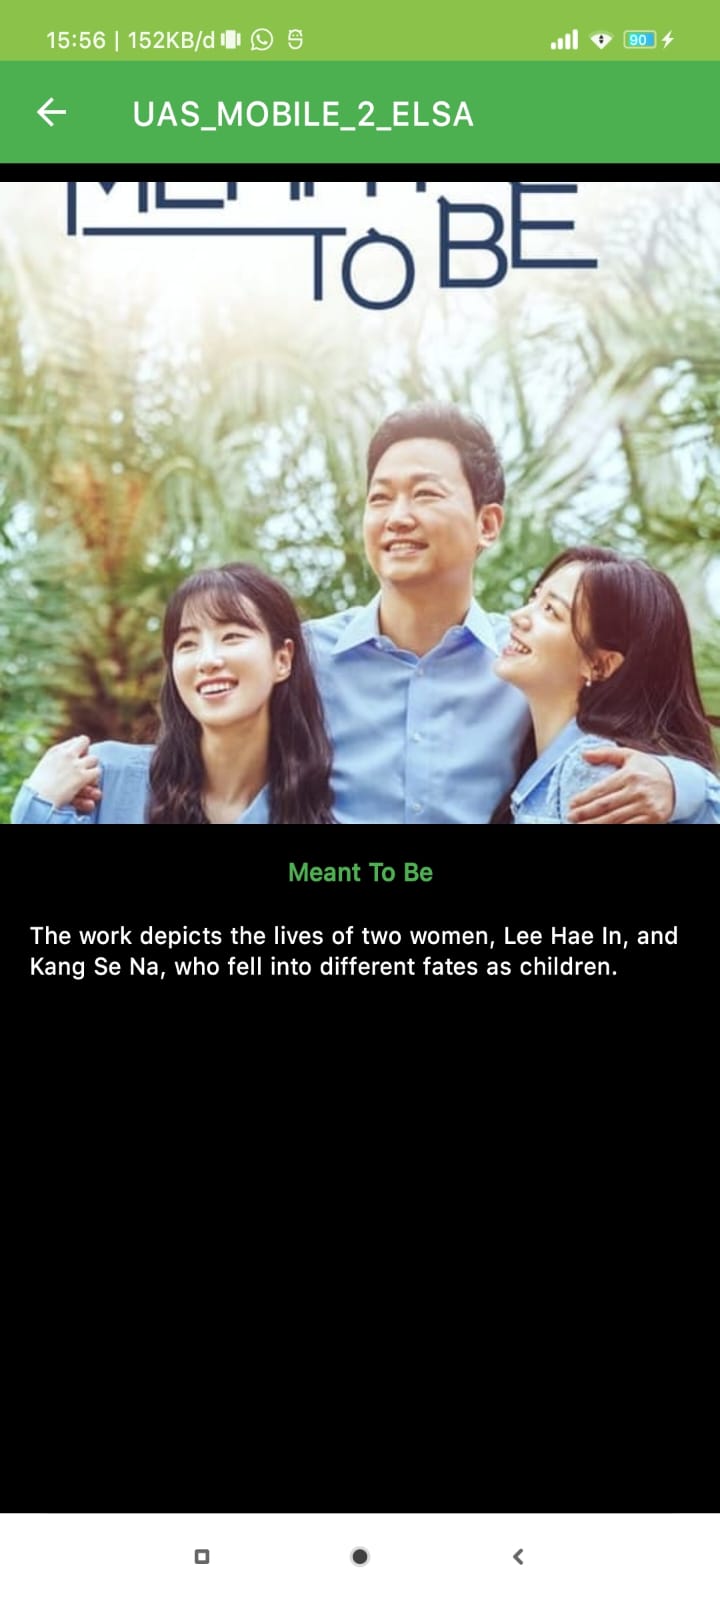 15:56 | 152KB/d
90
UAS_MOBILE_2_ELSA
TO BE
Meant To Be
The work depicts the lives of two women, Lee Hae In, and
Kang Se Na, who fell into different fates as children.